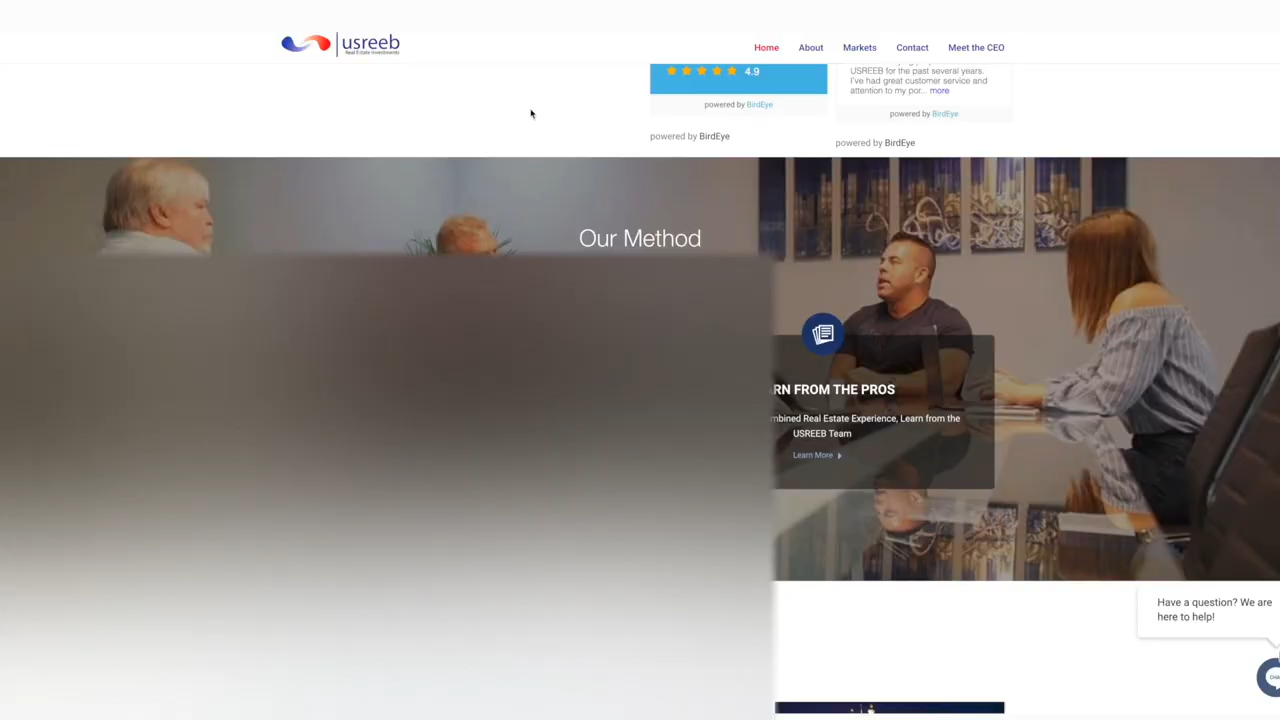 usreeb
Real Estate Investments
Home About Markets Contact Meet the CEO
4.9
powered by BirdEye
powered by BirdEye
USREEB for the past several years.
I've had great customer service and
attention to my por... more
powered by BirdEye
powered by BirdEye
Our Method
FROM THE PROS
Real Estate Experience, Learn from the
USREEB Team
Learn More
Have a question? We are
here to help!